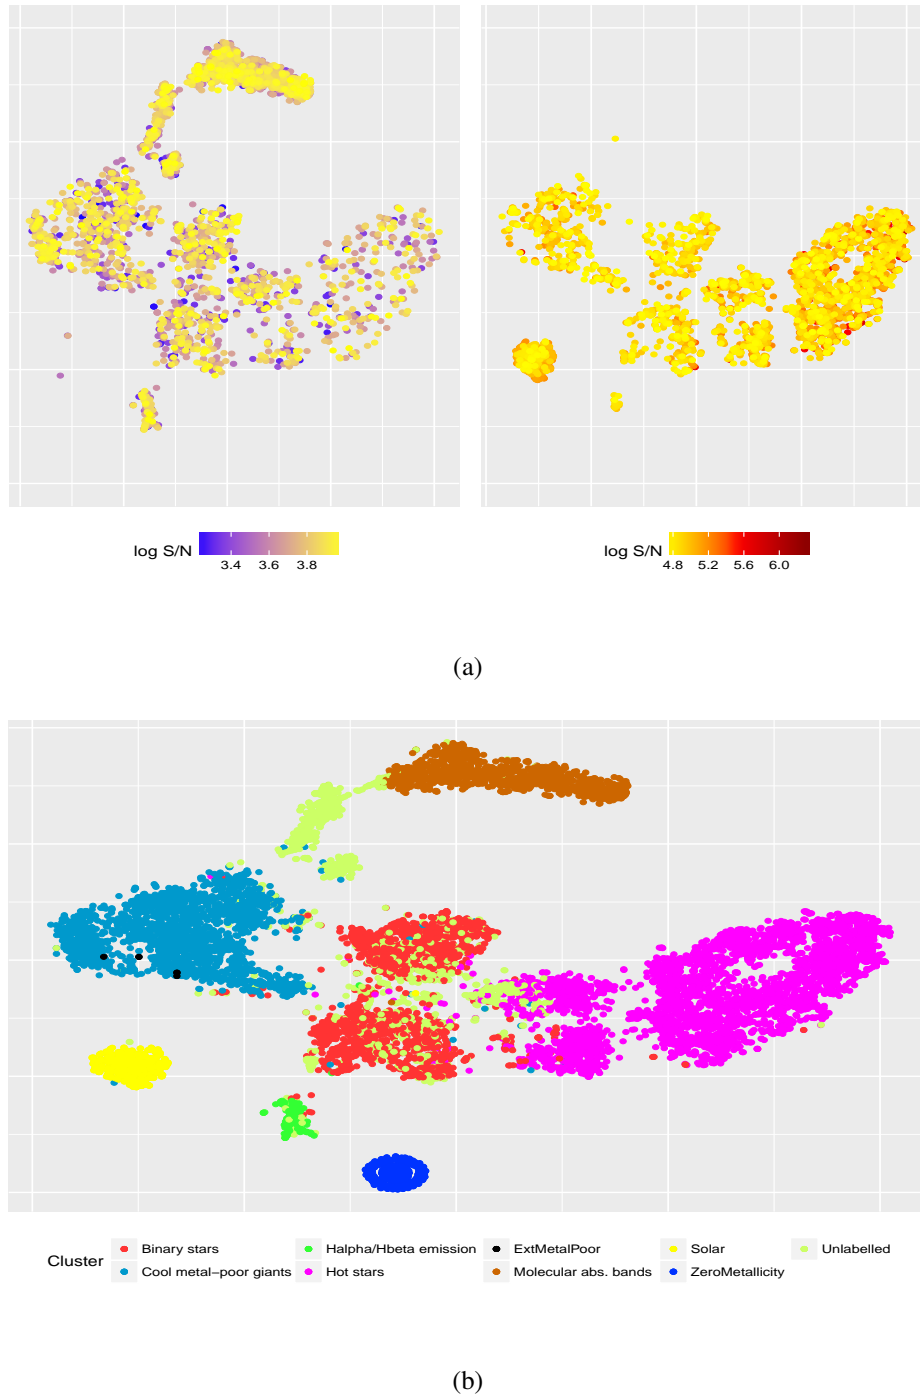 log S/N
3.4 3.6 3.8
log S/N
4.8 5.2 5.6 6.0
(a)
Cluster
Binary stars Halpha/Hbeta emission ExtMetalPoor Solar Unlabelled
Cool metal−poor giants Hot stars Molecular abs. bands ZeroMetallicity
(b)